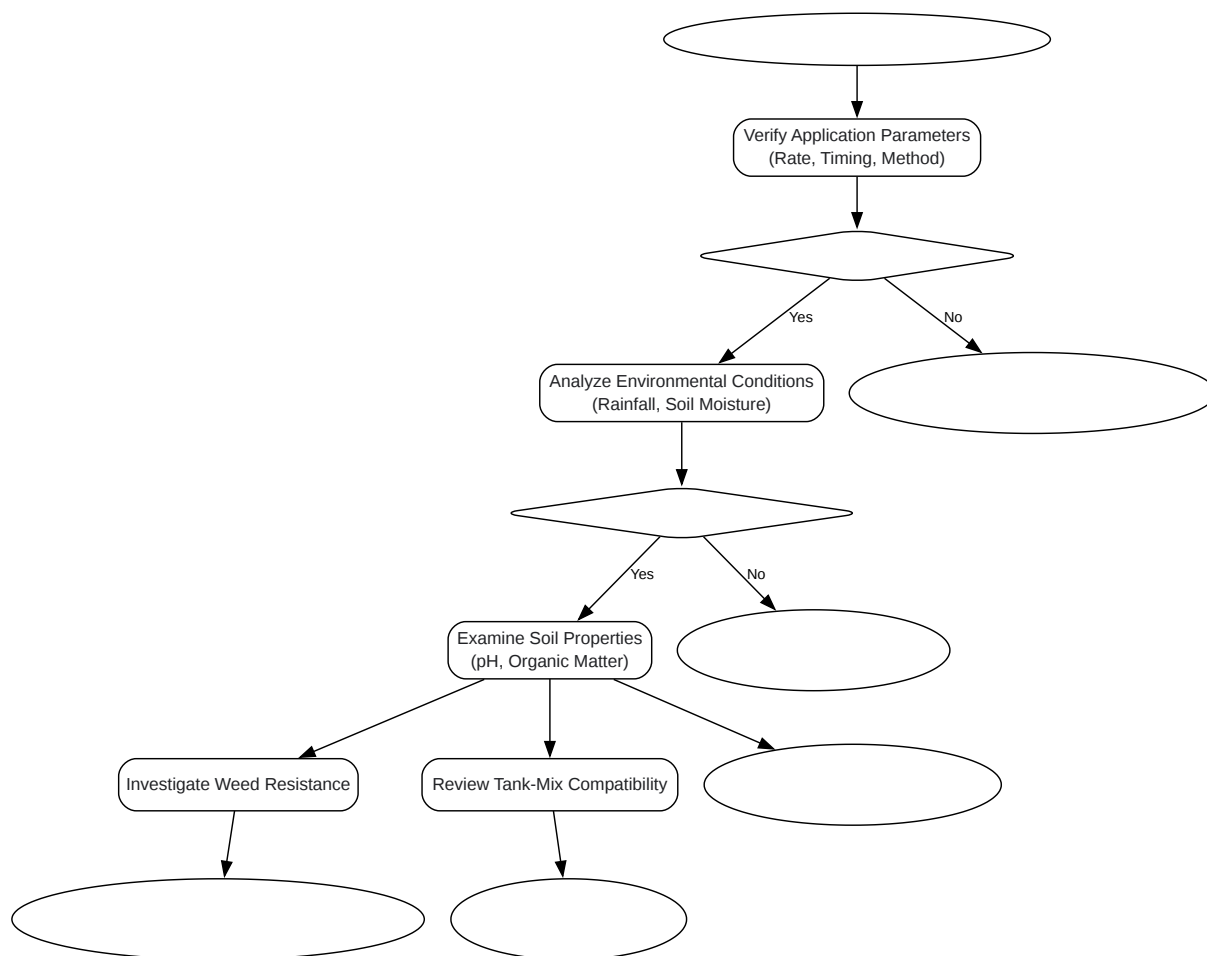 Verify Application Parameters
(Rate, Timing, Method)
Yes
No
Analyze Environmental Conditions
(Rainfall, Soil Moisture)
Yes
No
Examine Soil Properties
(pH, Organic Matter)
Investigate Weed Resistance
Review Tank-Mix Compatibility